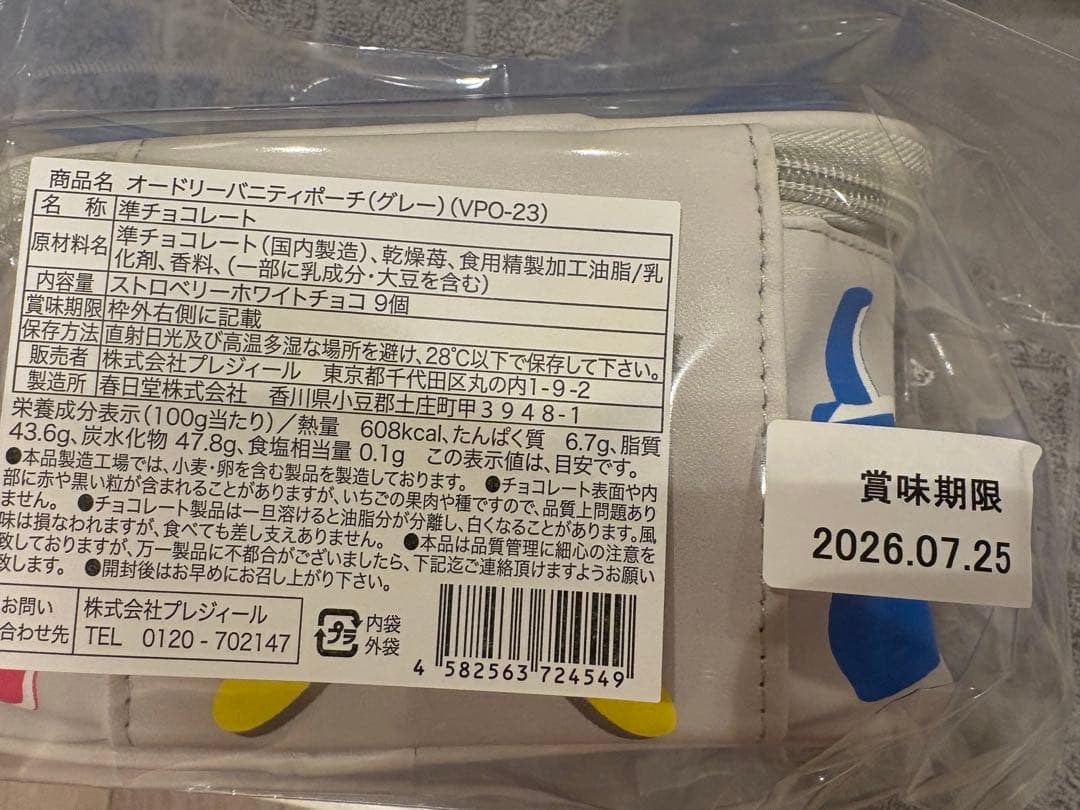 商品名 オードリーバニティポーチ(グレー)(VPO-23)
名 称 準チョコレート
原材料名 準チョコレート(国内製造)、乾燥苺、食用精製加工油脂/乳
化剤、香料、(一部に乳成分・大豆を含む)
内容量 ストロベリーホワイトチョコ 9個
賞味期限 枠外右側に記載
保存方法 直射日光及び高温多湿な場所を避け、28℃以下で保存して下さい。
販売者 株式会社プレジィール 東京都千代田区丸の内1-9-2
製造所 春日堂株式会社 香川県小豆郡土庄町甲3948-1
栄養成分表示(100g当たり)/熱量 608kcal、たんぱく質 6.7g、脂質
43.6g、炭水化物 47.8g、食塩相当量 0.1g この表示値は、目安です。
●本品製造工場では、小麦・卵を含む製品を製造しております。 ●チョコレート表面や内
部に赤や黒い粒が含まれることがありますが、いちごの果肉や種ですので、品質上問題あり
ません。 ●チョコレート製品は一旦溶けると油脂分が分離し、白くなることがあります。風
味は損なわれますが、食べても差し支えありません。 ●本品は品質管理に細心の注意を
致しておりますが、万一製品に不都合がございましたら、下記迄ご連絡頂けますようお願い
致します。 ●開封後はお早めにお召し上がり下さい。
お問い合わせ先 株式会社プレジィール
TEL 0120-702147
プラ 内袋
外袋
4 582563 724549
賞味期限
2026.07.25